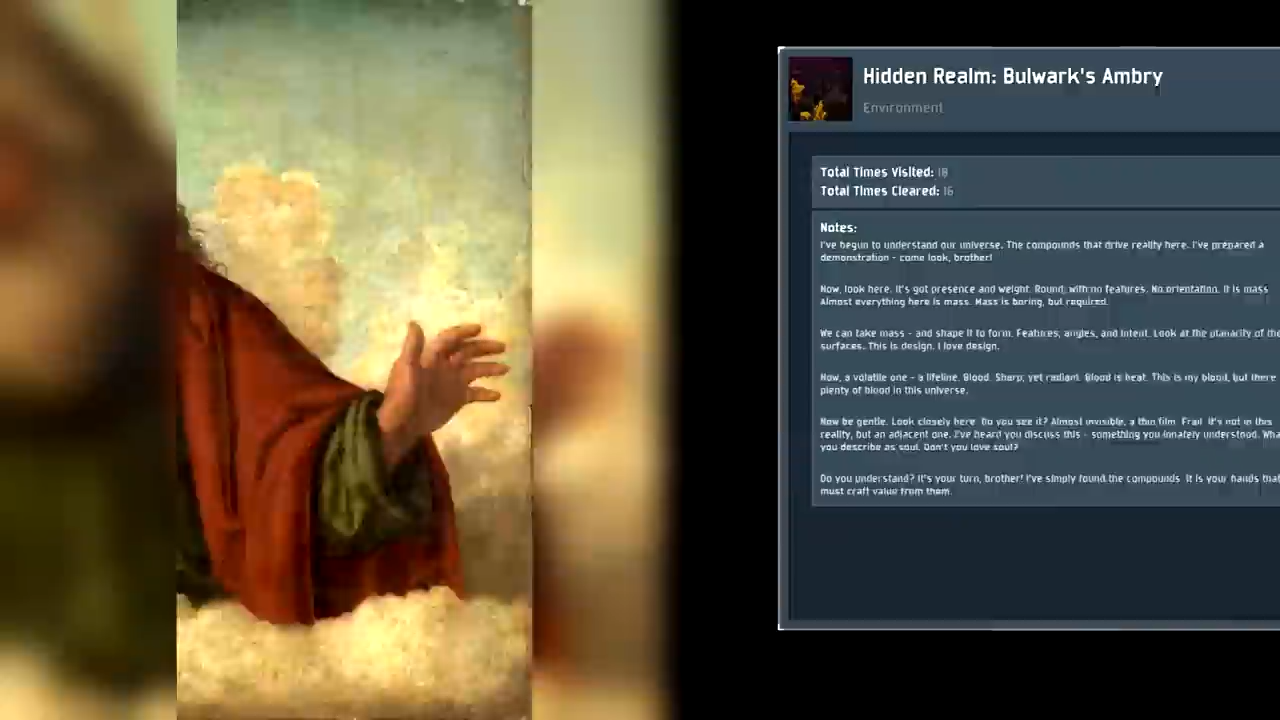 Hidden Realm: Bulwark's Ambry
Environment
Total Times Visited: 18
Total Times Cleared: 16
Notes:
I've begun to understand our universe. The compounds that drive reality here. I've prepared a
demonstration - come look, brother!
Now, look here. It's got presence and weight. Round, with no features. No orientation. It is mass
Almost everything here is mass. Mass is boring, but required.
We can take mass - and shape it to form. Features, angles, and intent. Look at the planarity of the
surfaces. This is design. I love design.
Now, a volatile one - a lifeline. Blood. Sharp, yet radiant. Blood is heat. This is my blood, but there
plenty of blood in this universe.
Now be gentle. Look closely here. Do you see it? Almost invisible, a thin film. Frail. It's not in this
reality, but an adjacent one. I've heard you discuss this - something you innately understood. Wha
you describe as soul. Don't you love soul?
Do you understand? It's your turn, brother! I've simply found the compounds. It is your hands that
must craft value from them.